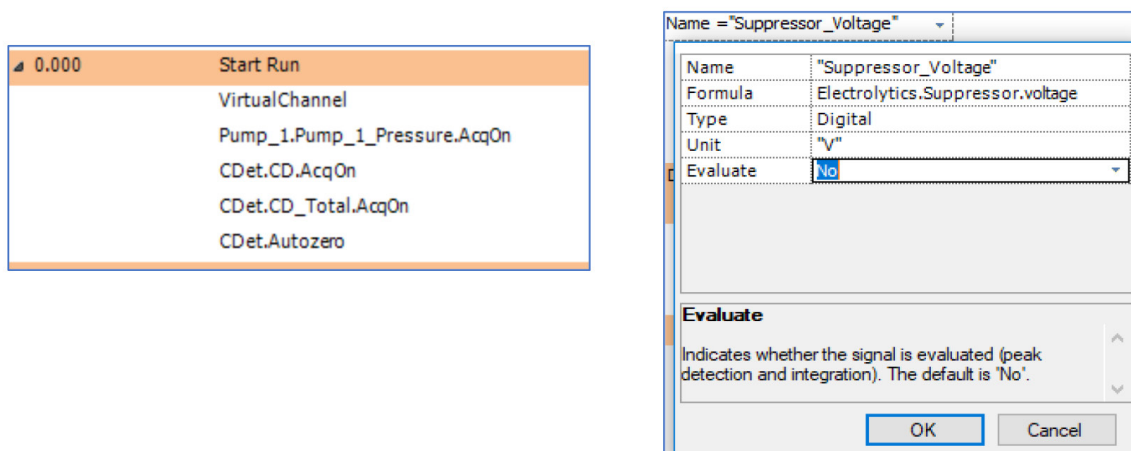 0.000 Start Run
VirtualChannel
Pump_1.Pump_1_Pressure.AcqOn
CDet.CD.AcqOn
CDet.CD_Total.AcqOn
CDet.Autozero
Name ="Suppressor_Voltage"
Name "Suppressor_Voltage"
Formula Electrolytics.Suppressor.voltage
Type Digital
Unit "V"
Evaluate No
Evaluate
Indicates whether the signal is evaluated (peak
detection and integration). The default is 'No'.
OK Cancel